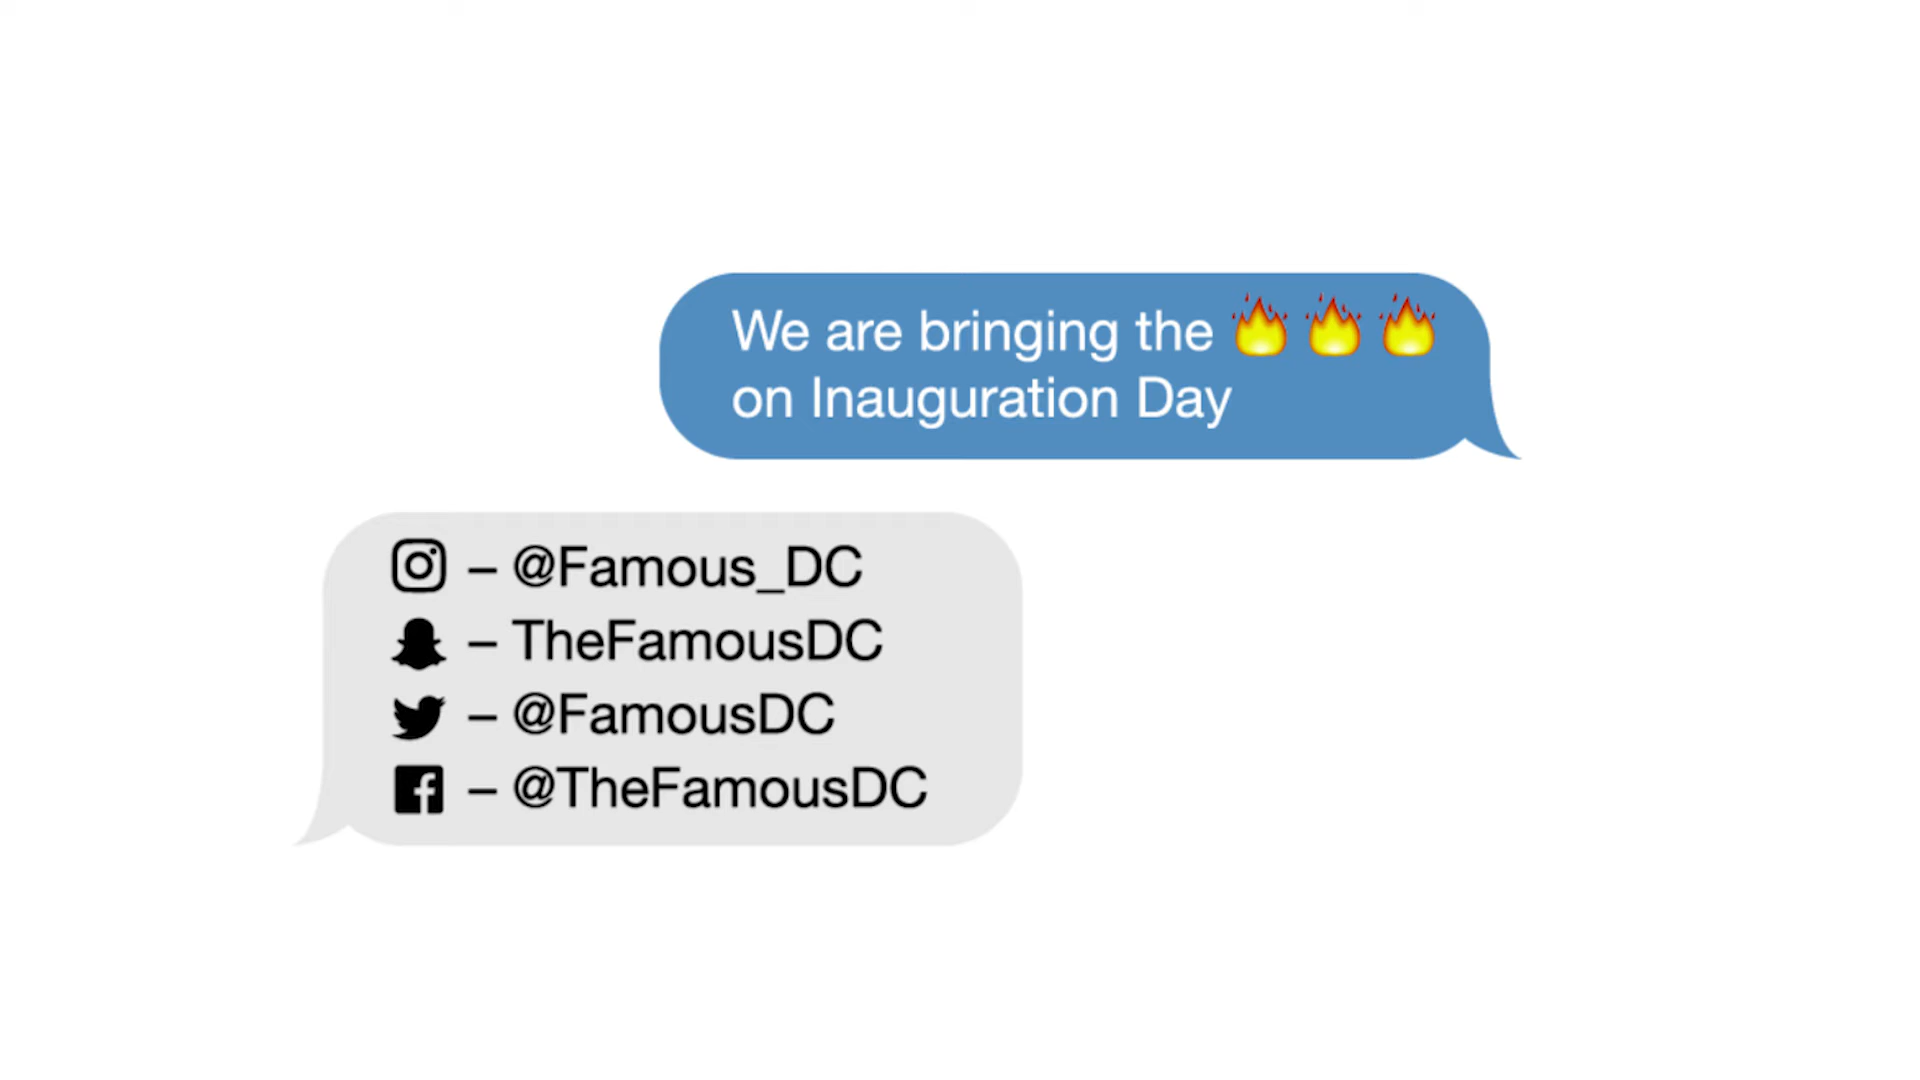 We are bringing the 🔥🔥🔥
on Inauguration Day
– @Famous_DC
– TheFamousDC
– @FamousDC
– @TheFamousDC